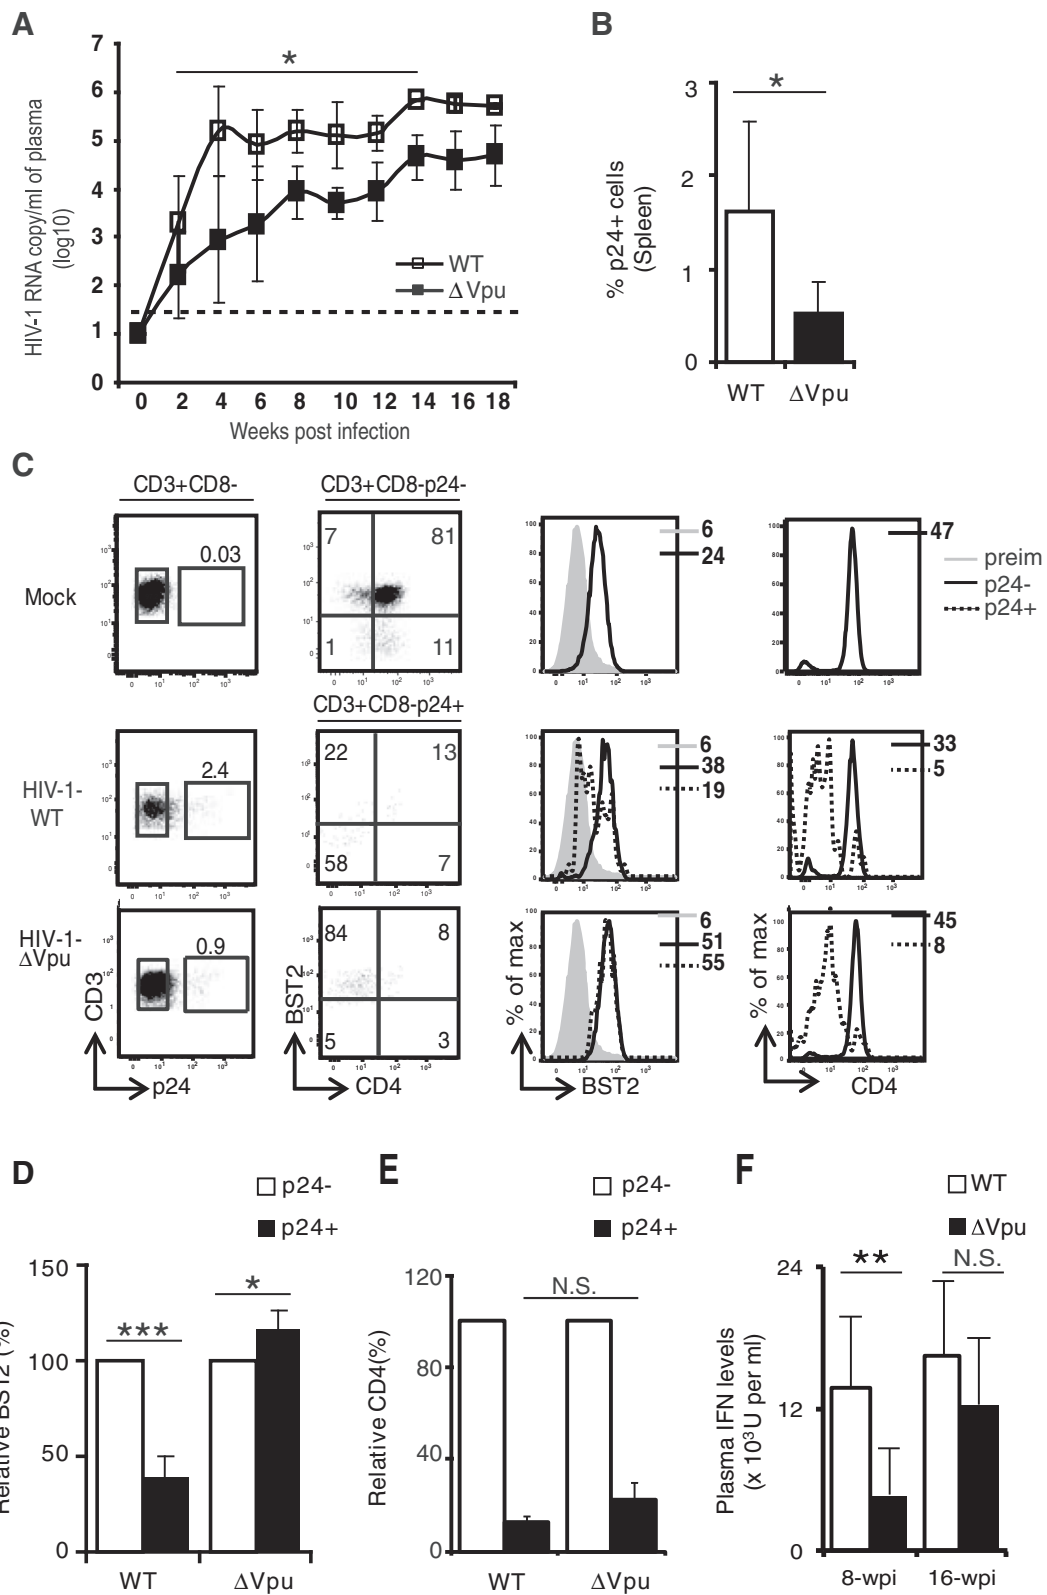 A
7
6
5
4
3
2
1
0
HIV-1 RNA copy/ml of plasma
(log10)
*
WT
ΔVpu
0 2 4 6 8 10 12 14 16 18
Weeks post infection
B
3
2
1
0
% p24+ cells
(Spleen)
*
WT ΔVpu
C
CD3+CD8-
CD3+CD8-p24-
Mock
0.03
7 81
1 11
6
24
47
preim
p24-
p24+
CD3+CD8-p24+
HIV-1-
WT
2.4
22 13
58 7
6
38
19
33
5
HIV-1-
ΔVpu
0.9
84 8
5 3
6
51
55
45
8
CD3
p24
BST2
CD4
% of max
BST2
% of max
CD4
D
p24-
p24+
150
100
50
0
Relative BST2 (%)
***
*
WT ΔVpu
E
p24-
p24+
120
80
40
0
Relative CD4(%)
N.S.
WT ΔVpu
F
WT
ΔVpu
24
12
0
Plasma IFN levels
(x 10³U per ml)
**
N.S.
8-wpi 16-wpi